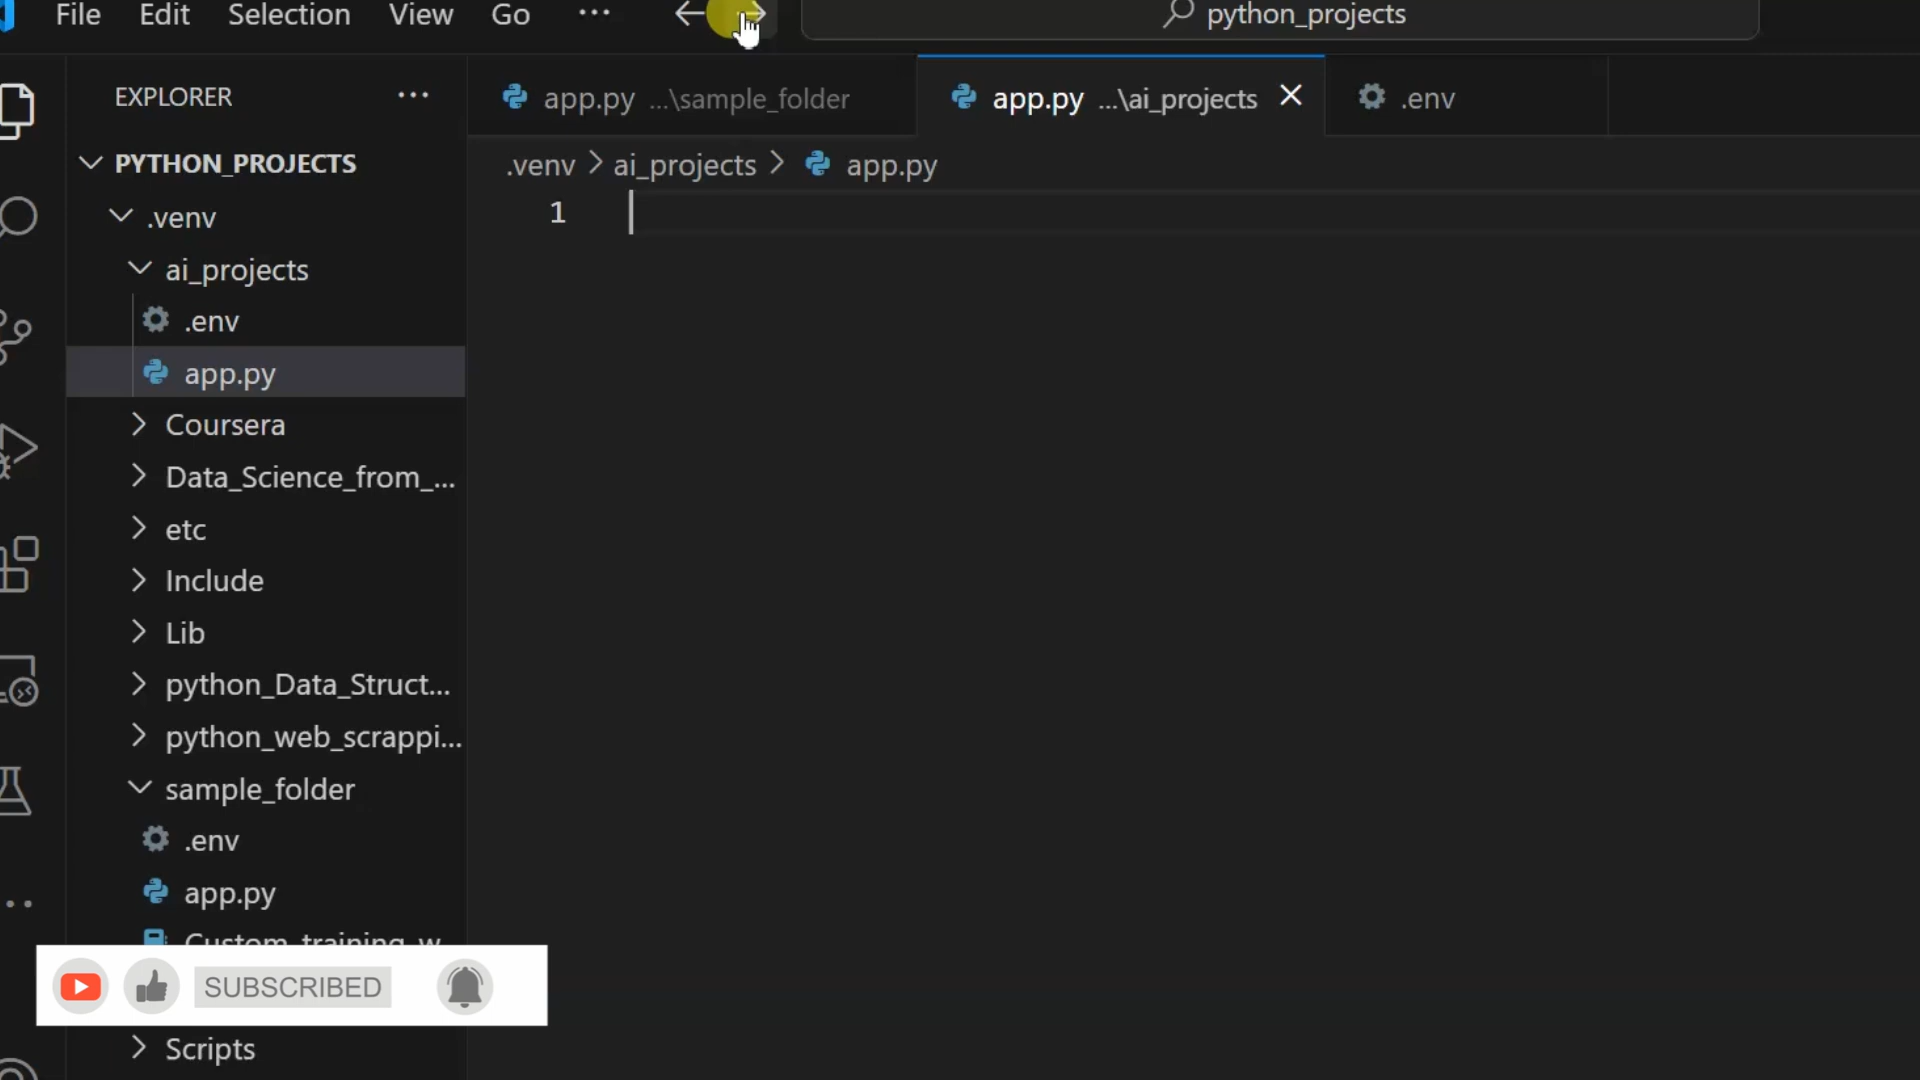 File Edit Selection View Go ... python_projects
EXPLORER ...
app.py ...\sample_folder
app.py ...\ai_projects
.env
.venv > ai_projects > app.py
1
PYTHON_PROJECTS
.venv
ai_projects
.env
app.py
Coursera
Data_Science_from_...
etc
Include
Lib
python_Data_Struct...
python_web_scrappi...
sample_folder
.env
app.py
Custom_training_w...
SUBSCRIBED
Scripts